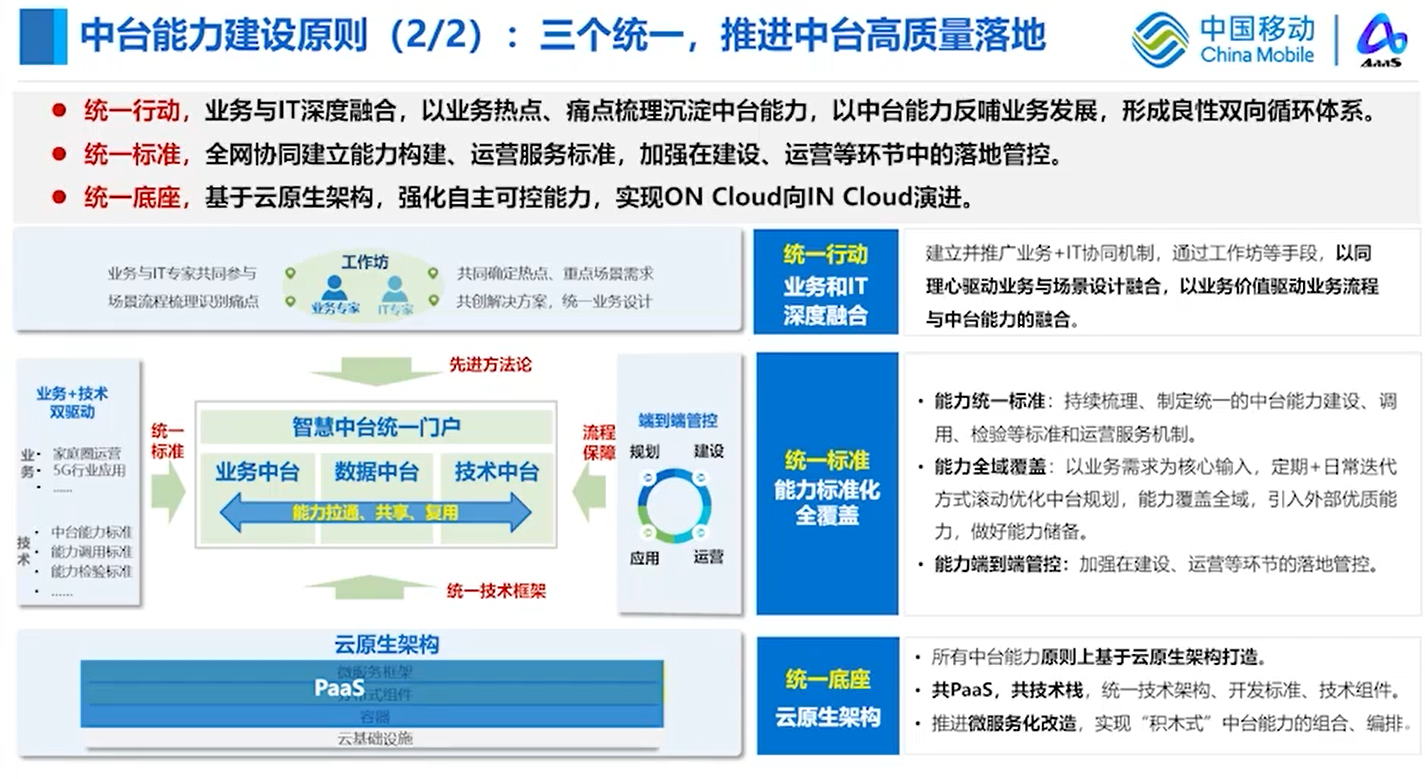 中台能力建设原则（2/2）：三个统一，推进中台高质量落地
中国移动
China Mobile
AaaS
统一行动，业务与IT深度融合，以业务热点、痛点梳理沉淀中台能力，以中台能力反哺业务发展，形成良性双向循环体系。
统一标准，全网协同建立能力构建、运营服务标准，加强在建设、运营等环节中的落地管控。
统一底座，基于云原生架构，强化自主可控能力，实现ON Cloud向IN Cloud演进。
业务与IT专家共同参与
场景流程梳理识别痛点
工作坊
业务专家
IT专家
共同确定热点、重点场景需求
共创解决方案，统一业务设计
统一行动
业务和IT
深度融合
建立并推广业务+IT协同机制，通过工作坊等手段，以同
理心驱动业务与场景设计融合，以业务价值驱动业务流程
与中台能力的融合。
先进方法论
业务+技术
双驱动
业务
• 家庭圈运营
• 5G行业应用
• ......
技术
• 中台能力标准
• 能力调用标准
• 能力检验标准
• ......
统一
标准
智慧中台统一门户
业务中台
数据中台
技术中台
能力拉通、共享、复用
流程
保障
端到端管控
规划
建设
应用
运营
统一技术框架
统一标准
能力标准化
全覆盖
• 能力统一标准：持续梳理、制定统一的中台能力建设、调
用、检验等标准和运营服务机制。
• 能力全域覆盖：以业务需求为核心输入，定期+日常迭代
方式滚动优化中台规划，能力覆盖全域，引入外部优质能
力，做好能力储备。
• 能力端到端管控：加强在建设、运营等环节的落地管控。
云原生架构
微服务框架
PaaS
式组件
容器
云基础设施
统一底座
云原生架构
• 所有中台能力原则上基于云原生架构打造。
• 共PaaS，共技术栈，统一技术架构、开发标准、技术组件。
• 推进微服务化改造，实现“积木式”中台能力的组合、编排。